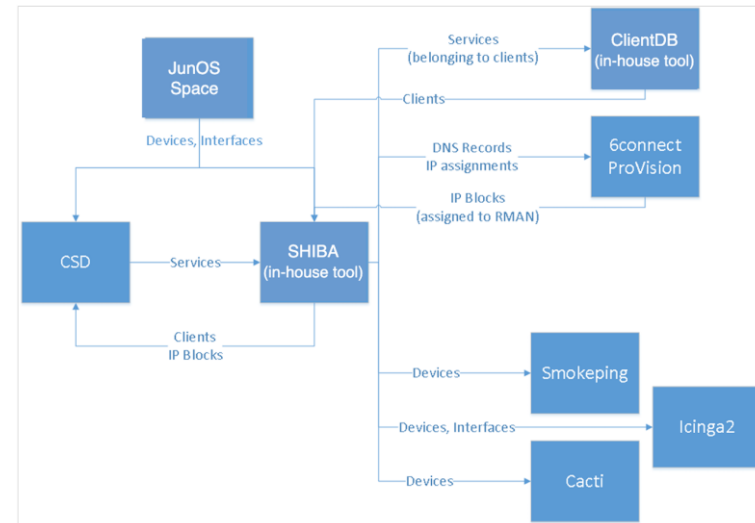 JunOS
Space
Services
(belonging to clients)
ClientDB
(in-house tool)
Clients
Devices, Interfaces
DNS Records
IP assignments
6connect
ProVision
IP Blocks
(assigned to RMAN)
CSD
Services
SHIBA
(in-house tool)
Clients
IP Blocks
Devices
Smokeping
Devices, Interfaces
Icinga2
Devices
Cacti